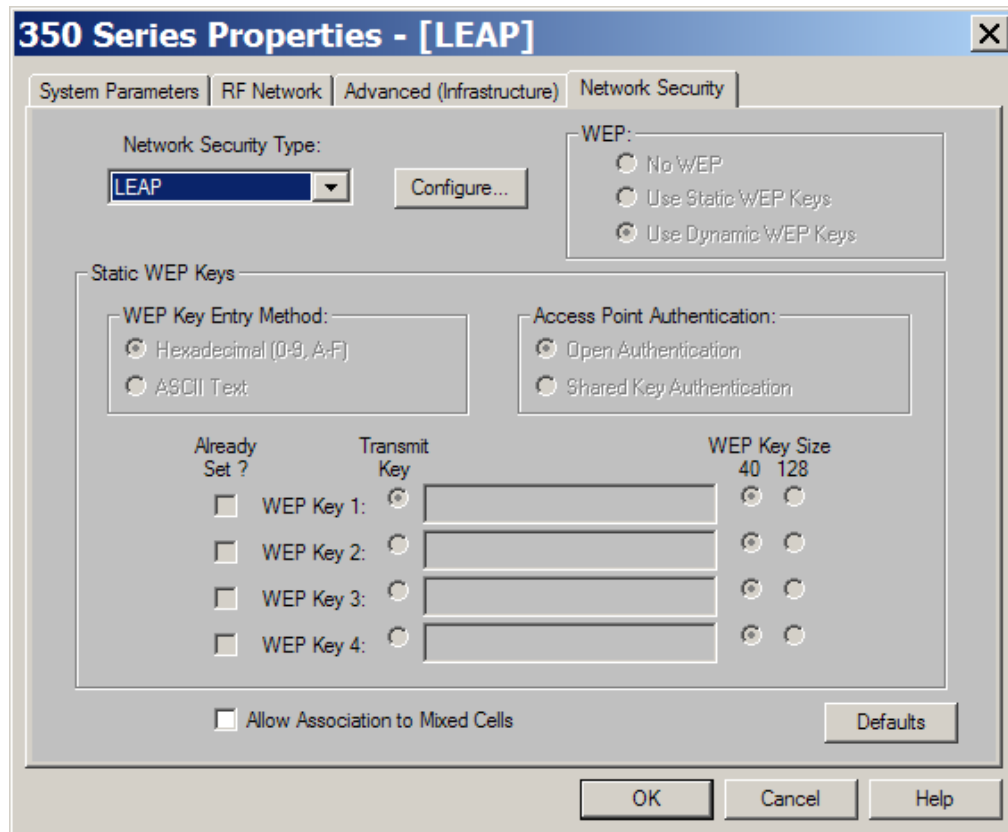 350 Series Properties - [LEAP]
System Parameters RF Network Advanced (Infrastructure) Network Security
Network Security Type:
LEAP
Configure...
WEP:
No WEP
Use Static WEP Keys
Use Dynamic WEP Keys
Static WEP Keys
WEP Key Entry Method:
Hexadecimal (0-9, A-F)
ASCII Text
Access Point Authentication:
Open Authentication
Shared Key Authentication
Already Set ?
Transmit Key
WEP Key Size
40 128
WEP Key 1:
WEP Key 2:
WEP Key 3:
WEP Key 4:
Allow Association to Mixed Cells
Defaults
OK Cancel Help